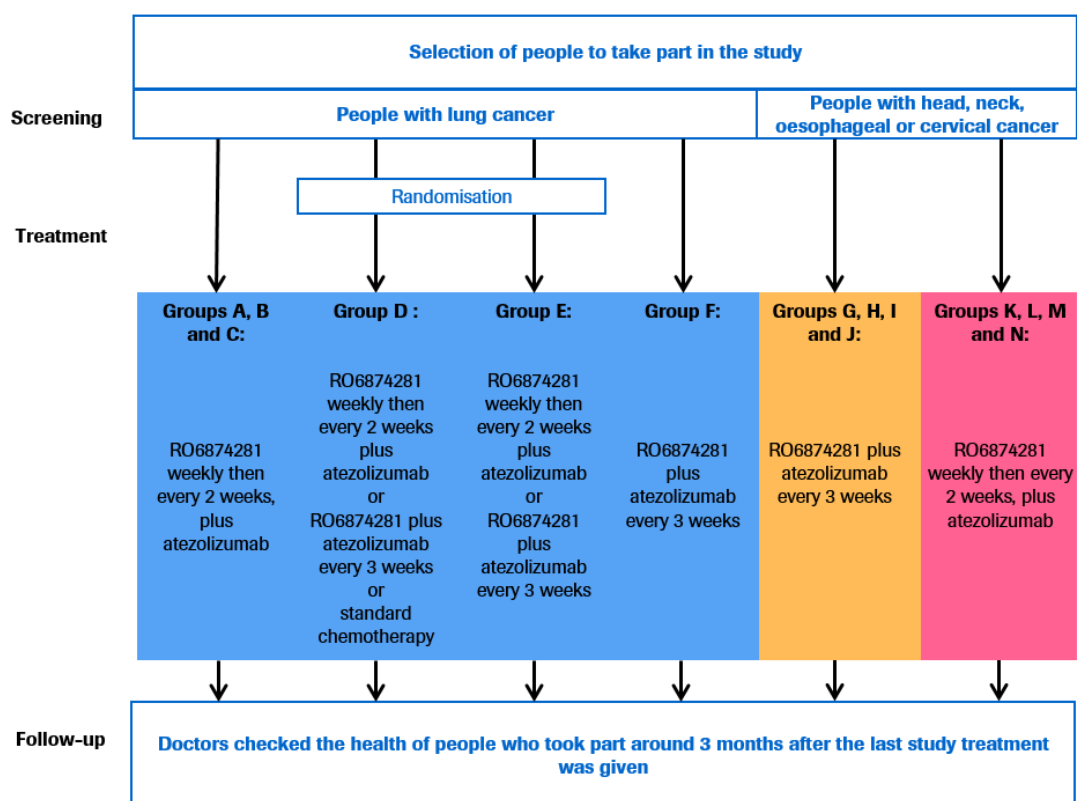 Selection of people to take part in the study
Screening
People with lung cancer
People with head, neck,
oesophageal or cervical cancer
Randomisation
Treatment
Groups A, B
and C:
RO6874281
weekly then
every 2 weeks,
plus
atezolizumab
Group D :
RO6874281
weekly then
every 2 weeks
plus
atezolizumab
or
RO6874281 plus
atezolizumab
every 3 weeks
or
standard
chemotherapy
Group E:
RO6874281
weekly then
every 2 weeks
plus
atezolizumab
or
RO6874281
plus
atezolizumab
every 3 weeks
Group F:
RO6874281
plus
atezolizumab
every 3 weeks
Groups G, H, I
and J:
RO6874281 plus
atezolizumab
every 3 weeks
Groups K, L, M
and N:
RO6874281
weekly then every
2 weeks, plus
atezolizumab
Follow-up
Doctors checked the health of people who took part around 3 months after the last study treatment
was given